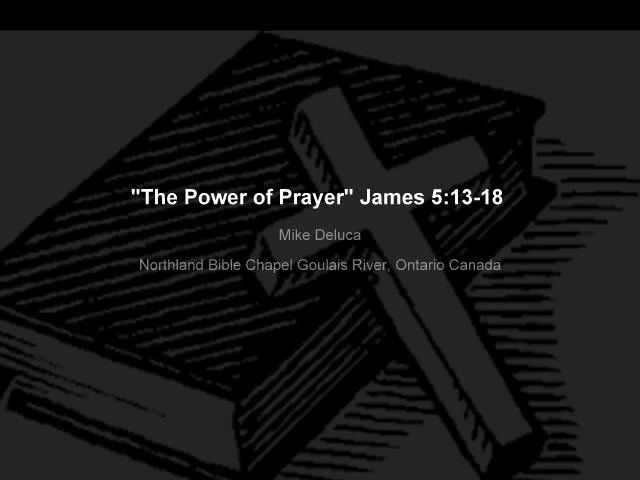 "The Power of Prayer" James 5:13-18
Mike Deluca
Northland Bible Chapel Goulais River, Ontario Canada